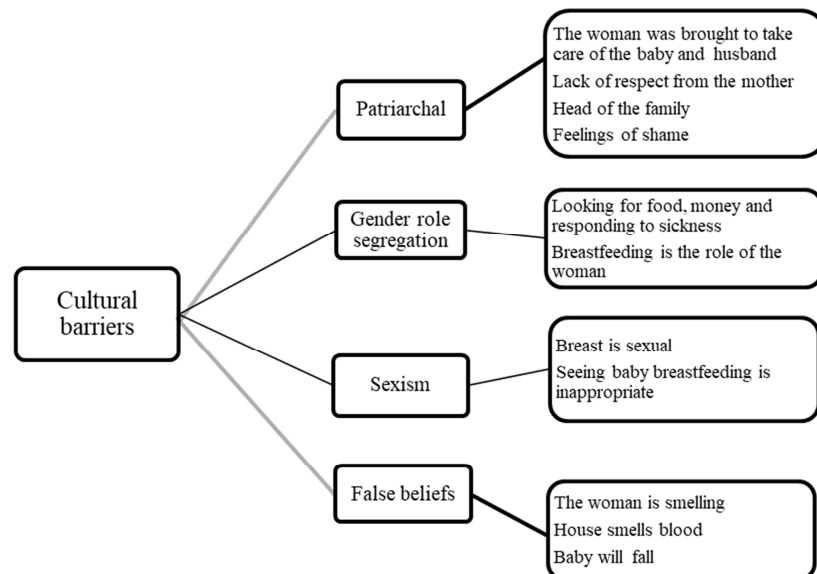 Cultural
barriers
Patriarchal
The woman was brought to take
care of the baby and husband
Lack of respect from the mother
Head of the family
Feelings of shame
Gender role
segregation
Looking for food, money and
responding to sickness
Breastfeeding is the role of the
woman
Sexism
Breast is sexual
Seeing baby breastfeeding is
inappropriate
False beliefs
The woman is smelling
House smells blood
Baby will fall